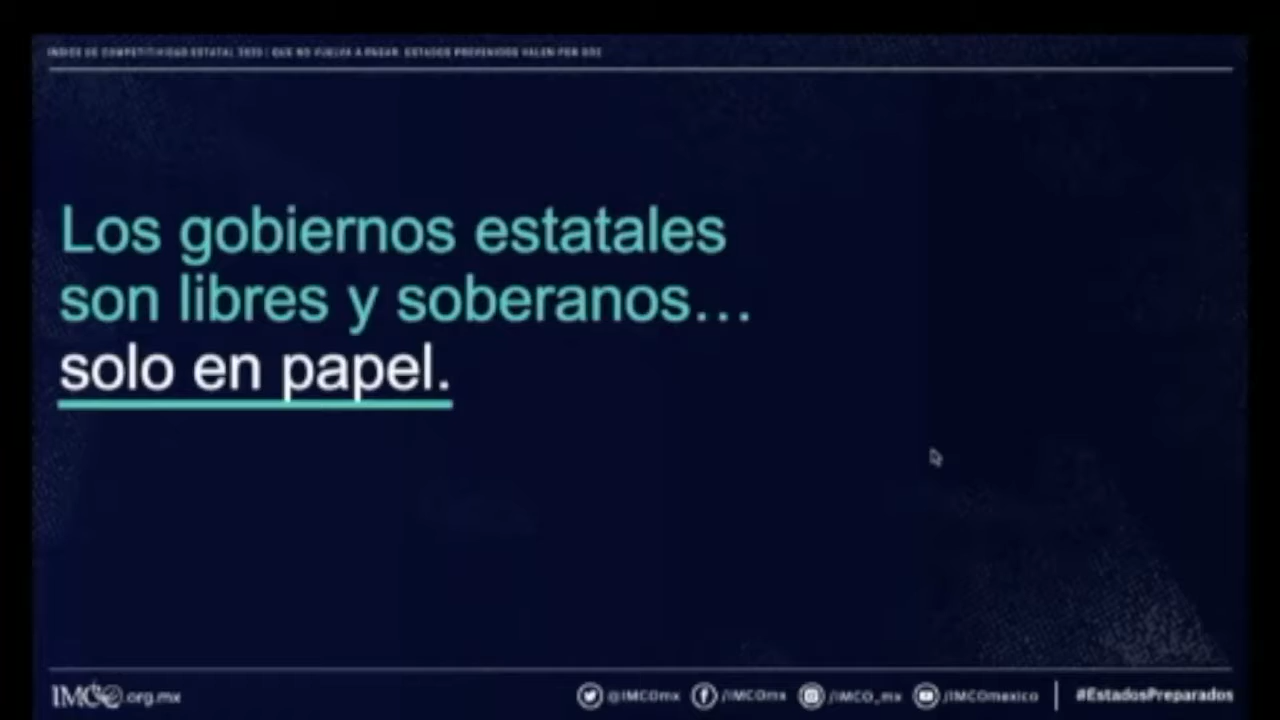 ÍNDICE DE COMPETITIVIDAD ESTATAL 2020 | QUE NO VUELVA A PASAR: ESTADOS PREVENIDOS VALEN POR DOS
Los gobiernos estatales
son libres y soberanos…
solo en papel.
IMCO.org.mx @IMCOmx /IMCOmx /IMCO_mx /IMCOmexico #EstadosPreparados